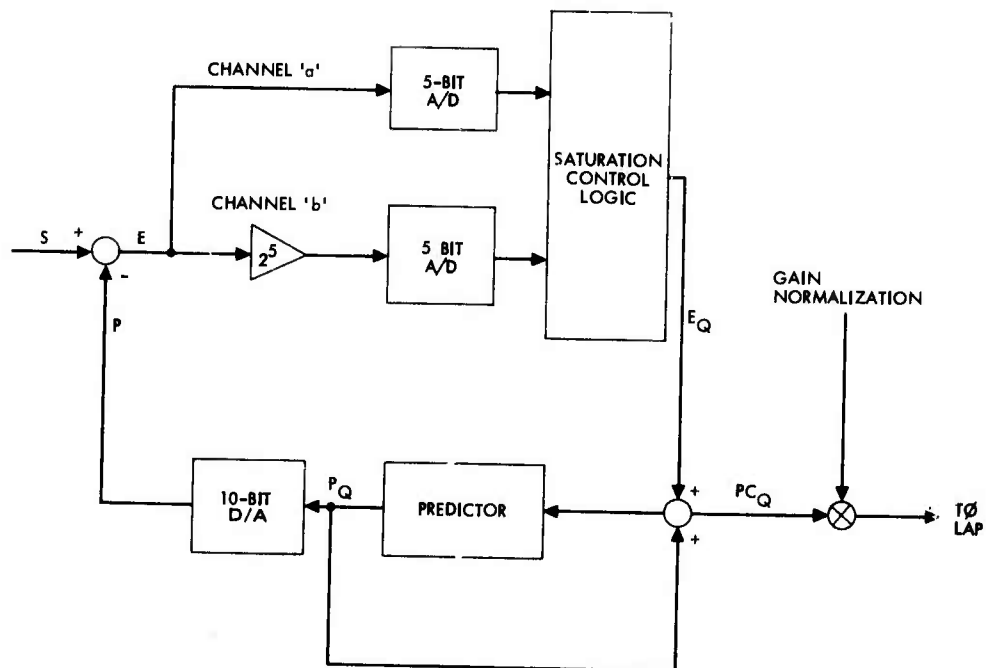 CHANNEL 'a'
5-BIT
A/D
SATURATION
CONTROL
LOGIC
CHANNEL 'b'
S
+
E
2^5
5 BIT
A/D
-
GAIN
NORMALIZATION
P
E_Q
10-BIT
D/A
P_Q
PREDICTOR
+
PC_Q
TØ
LAP
+